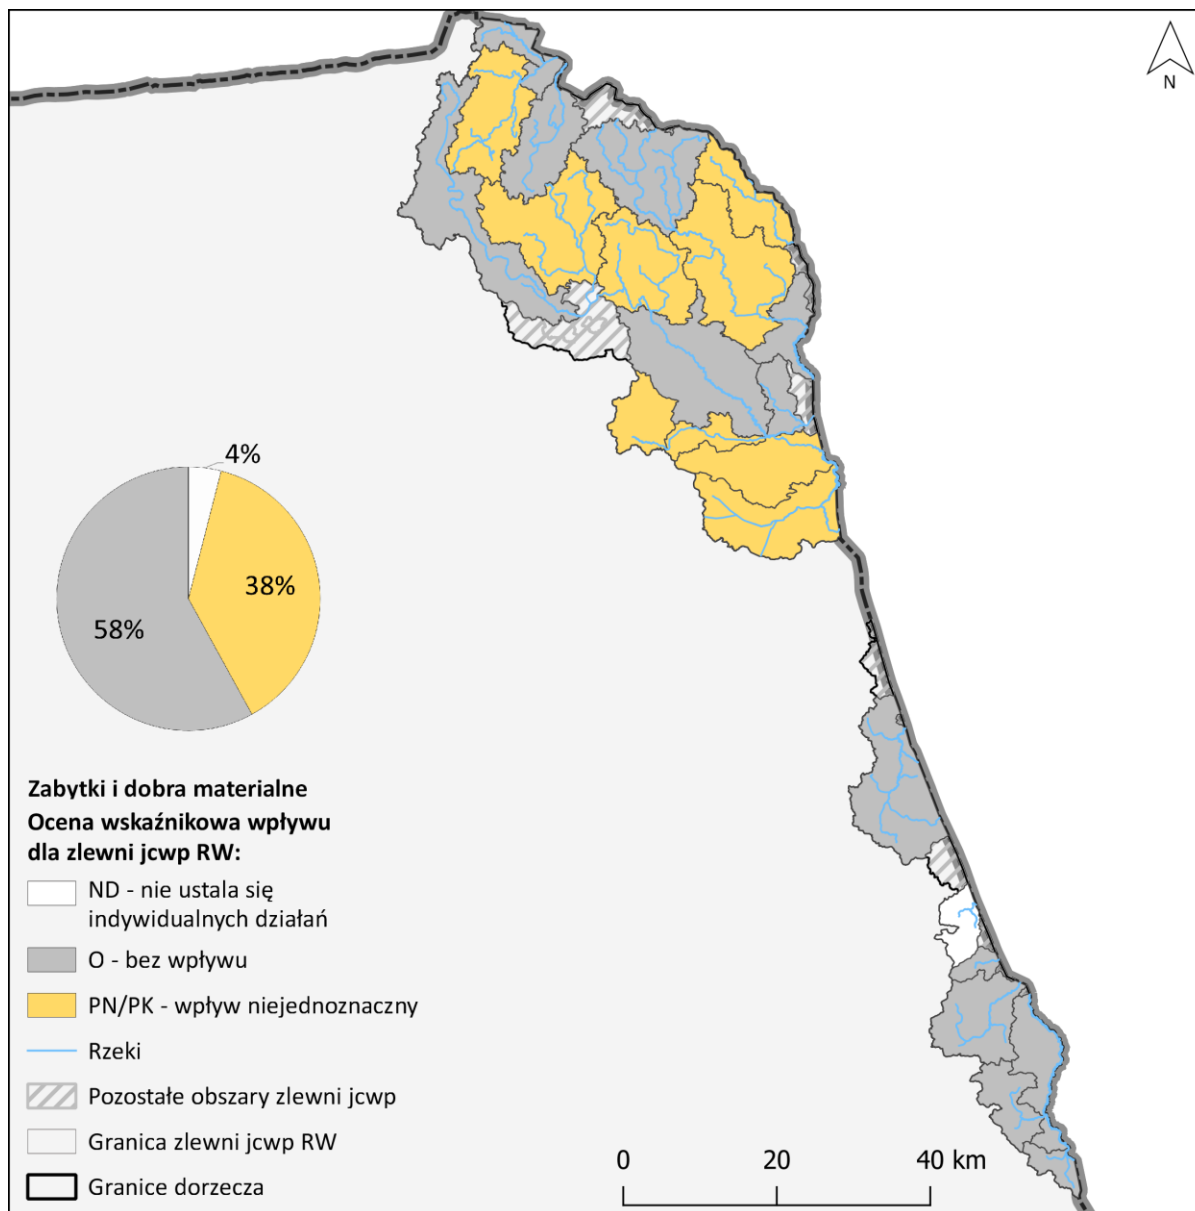 N
4%
38%
58%
Zabytki i dobra materialne
Ocena wskaźnikowa wpływu
dla zlewni jcwp RW:
ND - nie ustala się
indywidualnych działań
O - bez wpływu
PN/PK - wpływ niejednoznaczny
Rzeki
Pozostałe obszary zlewni jcwp
Granica zlewni jcwp RW
Granice dorzecza
0 20 40 km